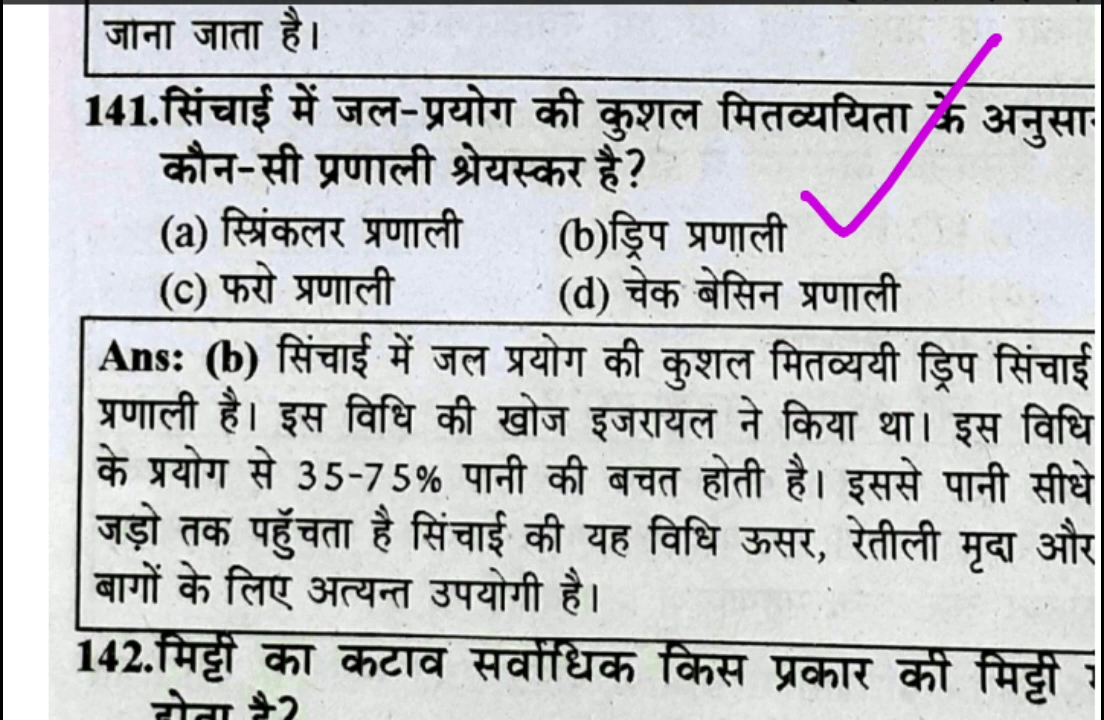 जाना जाता है।
141.सिंचाई में जल-प्रयोग की कुशल मितव्ययिता के
कौन-सी प्रणाली श्रेयस्कर है?
(a) स्प्रिंकलर प्रणाली (b)ड्रिप प्रणाली
(c) फरो प्रणाली (d) चेक बेसिन प्रणाली
Ans: (b) सिंचाई में जल प्रयोग की कुशल मितव्ययी ड्रिप सिंचाई
प्रणाली है। इस विधि की खोज इजरायल ने किया था। इस विधि
के प्रयोग से 35-75% पानी की बचत होती है। इससे पानी सीधे
जड़ो तक पहुँचता है सिंचाई की यह विधि ऊसर, रेतीली मृदा और
बागों के लिए अत्यन्त उपयोगी है।
142.मिट्टी का कटाव सर्वाधिक किस प्रकार की मिट्टी
होता है?